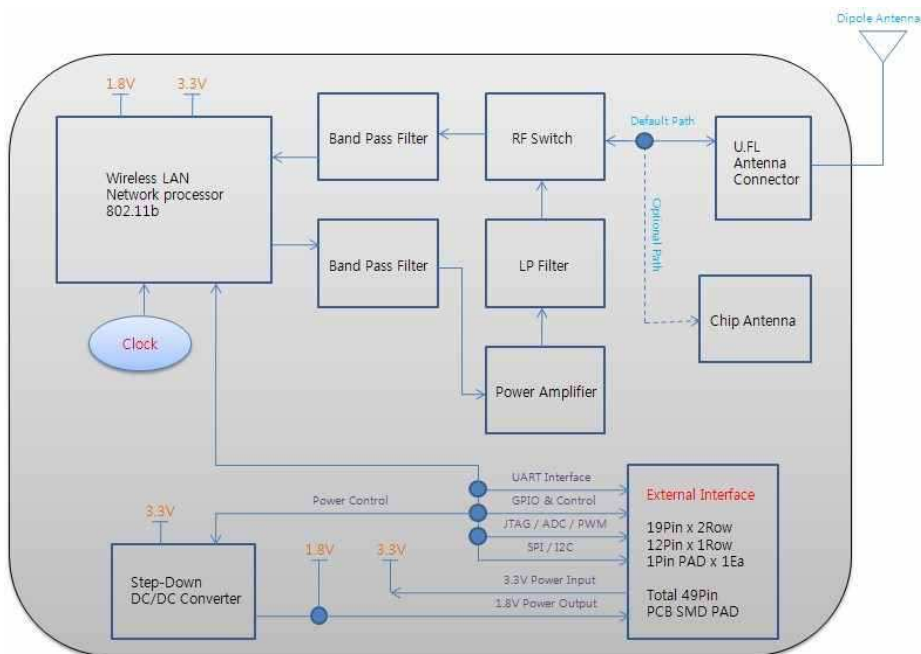 Dipole Antenna
1.8V
3.3V
Default Path
Band Pass Filter
RF Switch
U.FL
Antenna
Connector
Wireless LAN
Network processor
802.11b
Optional Path
Band Pass Filter
LP Filter
Chip Antenna
Clock
Power Amplifier
UART Interface
External Interface
Power Control
GPIO & Control
3.3V
JTAG / ADC / PWM
19Pin x 2Row
12Pin x 1Row
1Pin PAD x 1Ea
1.8V
3.3V
SPI / I2C
Step-Down
DC/DC Converter
3.3V Power Input
1.8V Power Output
Total 49Pin
PCB SMD PAD